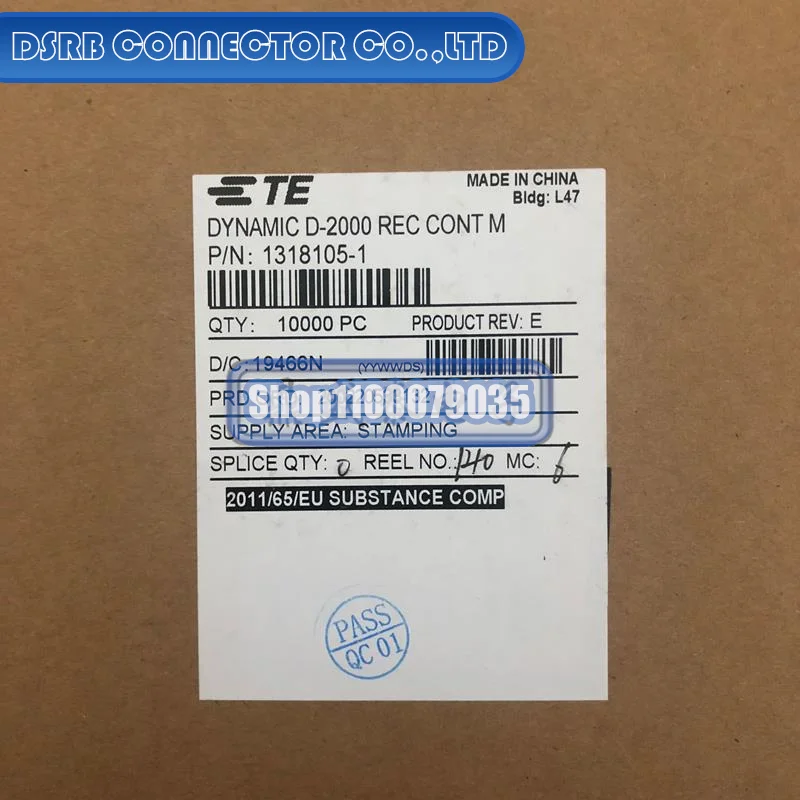 DSRB CONNECTOR CO.,LTD
TE
MADE IN CHINA
Bldg: L47
DYNAMIC D-2000 REC CONT M
P/N: 1318105-1
QTY: 10000 PC PRODUCT REV: E
D/C:19466N (YYWWDS)
PRD
Shop1100079035
SUPPLY AREA: STAMPING
SPLICE QTY: 0 REEL NO.: 140 MC: 6
2011/65/EU SUBSTANCE COMP
PASS
QC 01